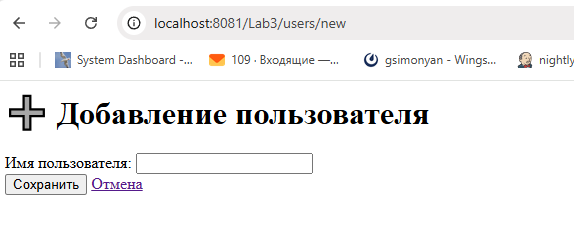 localhost:8081/Lab3/users/new
System Dashboard -... 109 · Входящие —... gsimonyan - Wings... nightly
Добавление пользователя
Имя пользователя:
Сохранить Отмена